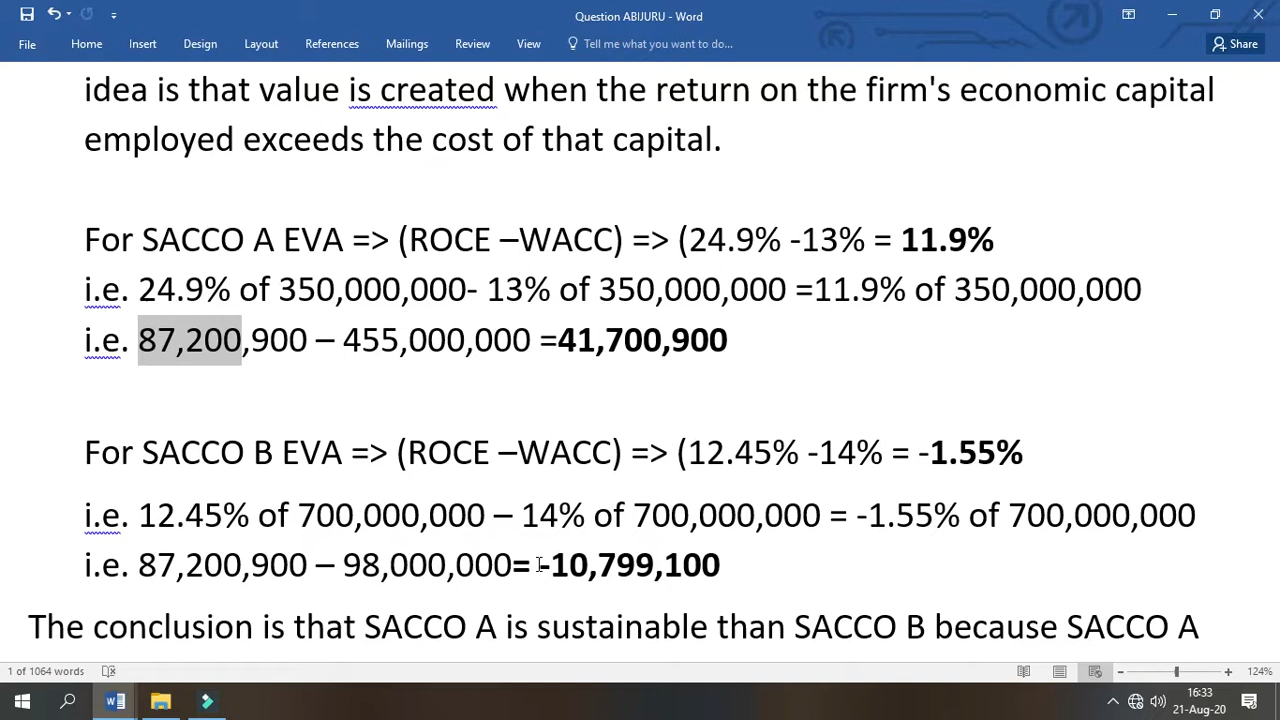 Question ABIJURU - Word
File Home Insert Design Layout References Mailings Review View Tell me what you want to do... Share
idea is that value is created when the return on the firm's economic capital
employed exceeds the cost of that capital.
For SACCO A EVA => (ROCE –WACC) => (24.9% -13% = 11.9%
i.e. 24.9% of 350,000,000- 13% of 350,000,000 =11.9% of 350,000,000
i.e. 87,200,900 – 455,000,000 =41,700,900
For SACCO B EVA => (ROCE –WACC) => (12.45% -14% = -1.55%
i.e. 12.45% of 700,000,000 – 14% of 700,000,000 = -1.55% of 700,000,000
i.e. 87,200,900 – 98,000,000= -10,799,100
The conclusion is that SACCO A is sustainable than SACCO B because SACCO A
1 of 1064 words 124%
16:33
21-Aug-20